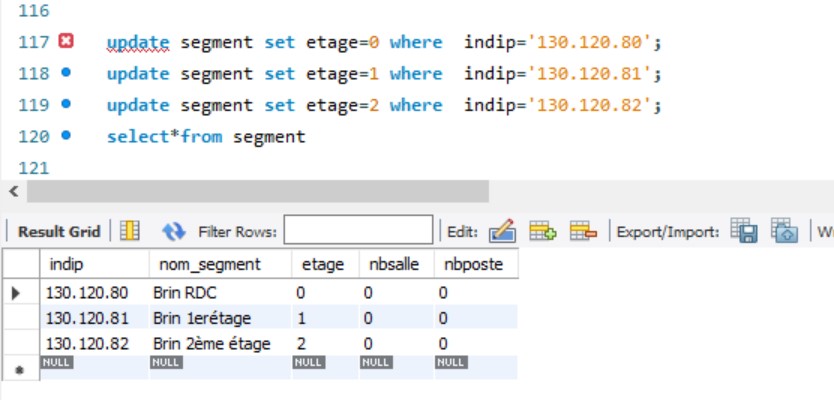 116
117 update segment set etage=0 where  indip='130.120.80';
118 update segment set etage=1 where  indip='130.120.81';
119 update segment set etage=2 where  indip='130.120.82';
120 select*from segment
121
Result Grid Filter Rows: Edit: Export/Import:
indip nom_segment etage nbsalle nbposte
130.120.80 Brin RDC 0 0 0
130.120.81 Brin 1erétage 1 0 0
130.120.82 Brin 2ème étage 2 0 0
NULL NULL NULL NULL NULL